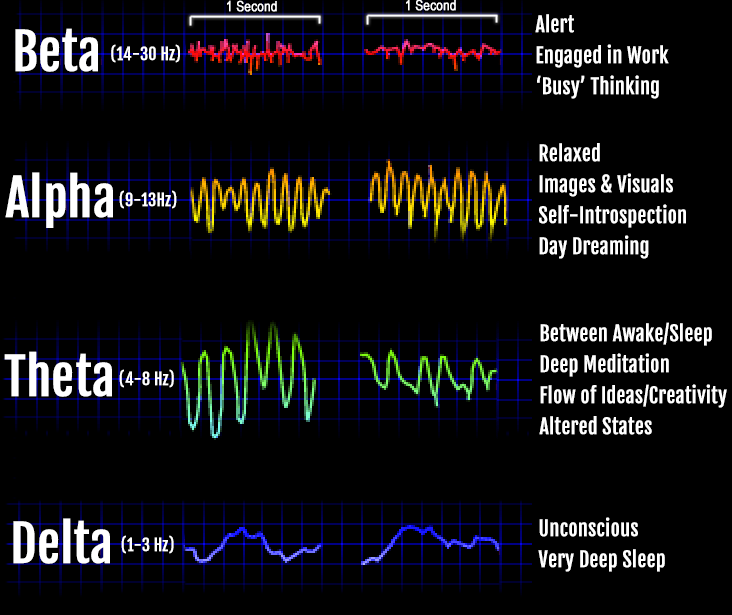 1 Second
1 Second
Beta (14-30 Hz)
Alert
Engaged in Work
‘Busy’ Thinking
Alpha (9-13Hz)
Relaxed
Images & Visuals
Self-Introspection
Day Dreaming
Theta (4-8 Hz)
Between Awake/Sleep
Deep Meditation
Flow of Ideas/Creativity
Altered States
Delta (1-3 Hz)
Unconscious
Very Deep Sleep